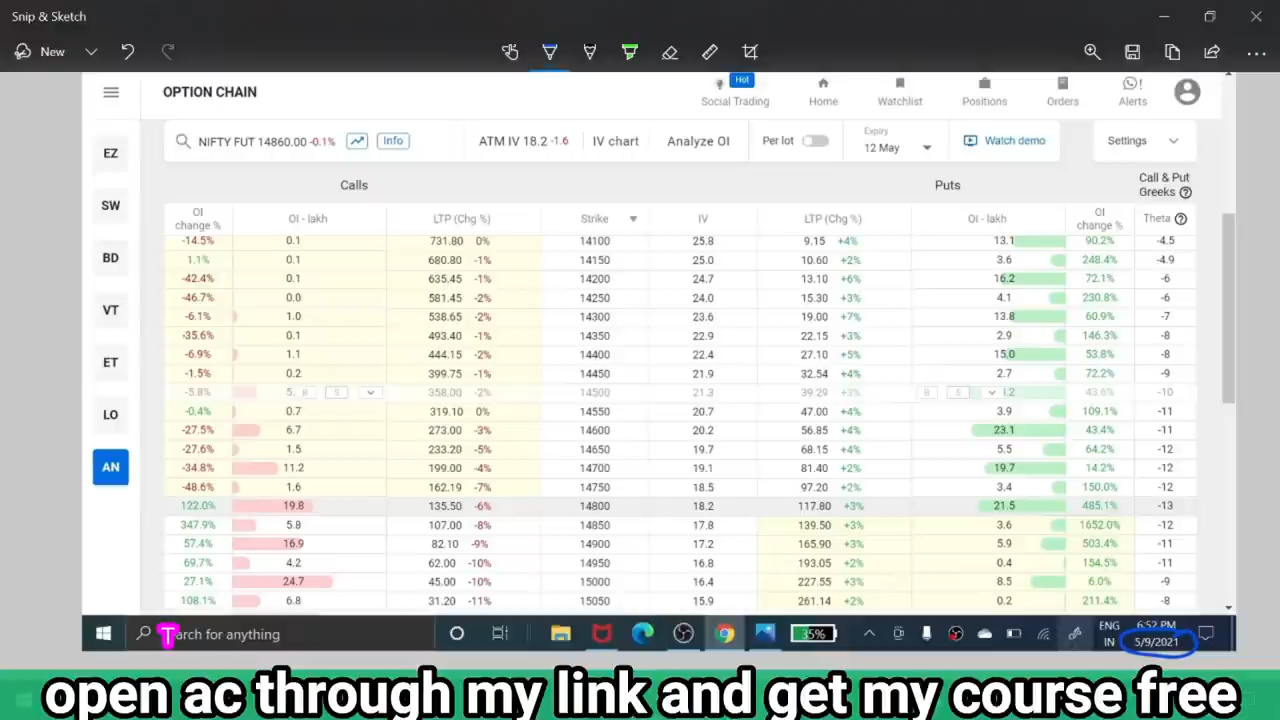 Snip & Sketch
New
OPTION CHAIN
Hot
Social Trading Home Watchlist Positions Orders Alerts
EZ
SW
BD
VT
ET
LO
AN
NIFTY FUT 14860.00 -0.1% Info ATM IV 18.2 -1.6 IV chart Analyze OI Per lot Expiry 12 May Watch demo Settings
Calls Puts Call & Put Greeks
OI change % OI - lakh LTP (Chg %) Strike IV LTP (Chg %) OI - lakh OI change % Theta
-14.5% 0.1 731.80 0% 14100 25.8 9.15 +4% 13.1 90.2% -4.5
1.1% 0.1 680.80 -1% 14150 25.0 10.60 +2% 3.6 248.4% -4.9
-42.4% 0.1 635.45 -1% 14200 24.7 13.10 +6% 16.2 72.1% -6
-46.7% 0.0 581.45 -2% 14250 24.0 15.30 +3% 4.1 230.8% -6
-6.1% 1.0 538.65 -2% 14300 23.6 19.00 +7% 13.8 60.9% -7
-35.6% 0.1 493.40 -1% 14350 22.9 22.15 +3% 2.9 146.3% -8
-6.9% 1.1 444.15 -2% 14400 22.4 27.10 +5% 15.0 53.8% -8
-1.5% 0.2 399.75 -1% 14450 21.9 32.54 +4% 2.7 72.2% -9
-5.8% 5. B S 358.00 -2% 14500 21.3 39.29 +3% B S 43.6% -10
-0.4% 0.7 319.10 0% 14550 20.7 47.00 +4% 3.9 109.1% -11
-27.5% 6.7 273.00 -3% 14600 20.2 56.85 +4% 23.1 43.4% -11
-27.6% 1.5 233.20 -5% 14650 19.7 68.15 +4% 5.5 64.2% -12
-34.8% 11.2 199.00 -4% 14700 19.1 81.40 +2% 19.7 14.2% -12
-48.6% 1.6 162.19 -7% 14750 18.5 97.20 +2% 3.4 150.0% -12
122.0% 19.8 135.50 -6% 14800 18.2 117.80 +3% 21.5 485.1% -13
347.9% 5.8 107.00 -8% 14850 17.8 139.50 +3% 3.6 1652.0% -12
57.4% 16.9 82.10 -9% 14900 17.2 165.90 +3% 5.9 503.4% -11
69.7% 4.2 62.00 -10% 14950 16.8 193.05 +2% 0.4 154.5% -11
27.1% 24.7 45.00 -10% 15000 16.4 227.55 +3% 8.5 6.0% -9
108.1% 6.8 31.20 -11% 15050 15.9 261.14 +2% 0.2 211.4% -8
T arch for anything 35% ENG IN 6:52 PM 5/9/2021
open ac through my link and get my course free